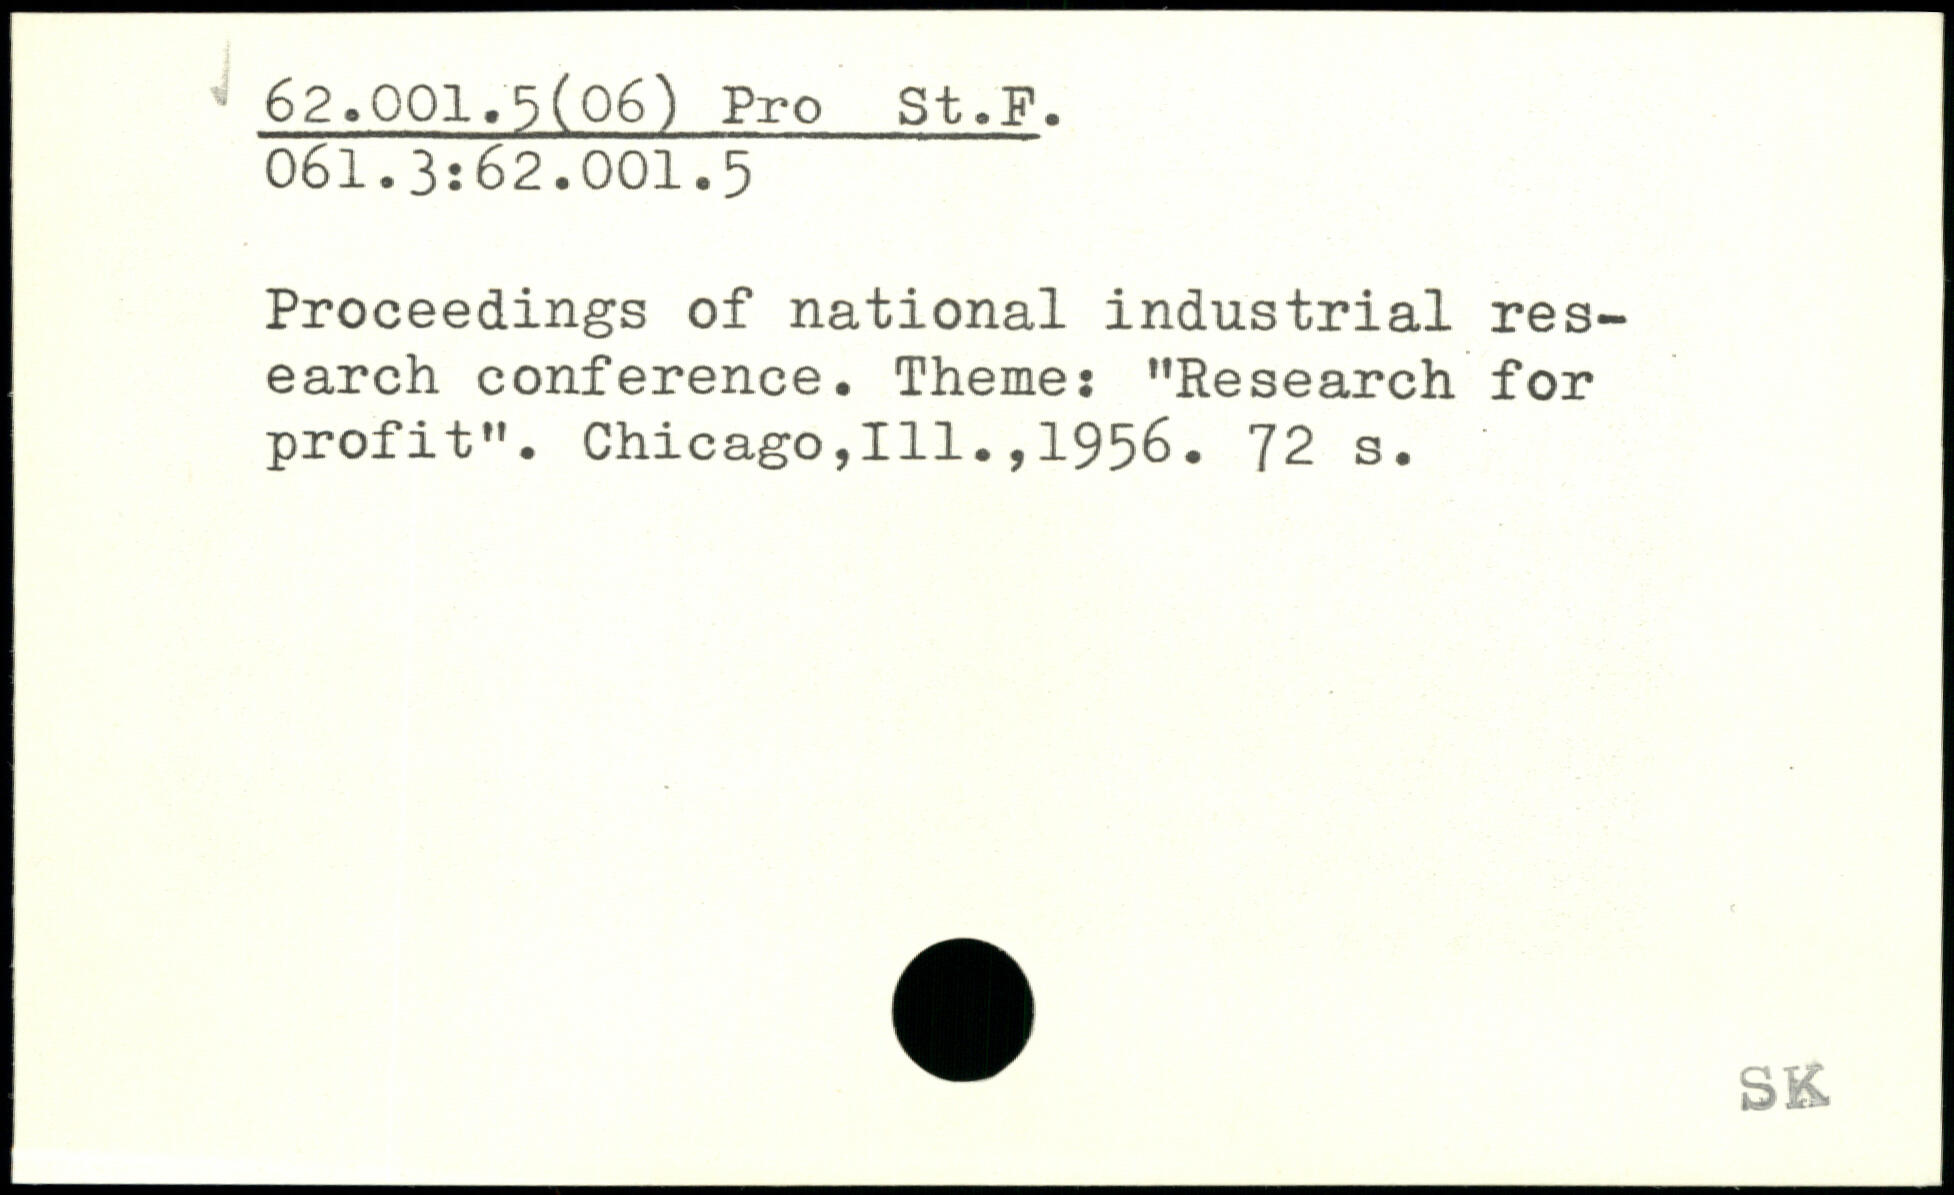 62.001.5(06) Pro St.F.
061.3:62.001.5
Proceedings of national industrial res-
earch conference. Theme: "Research for
profit". Chicago,Ill.,1956. 72 s.
SK